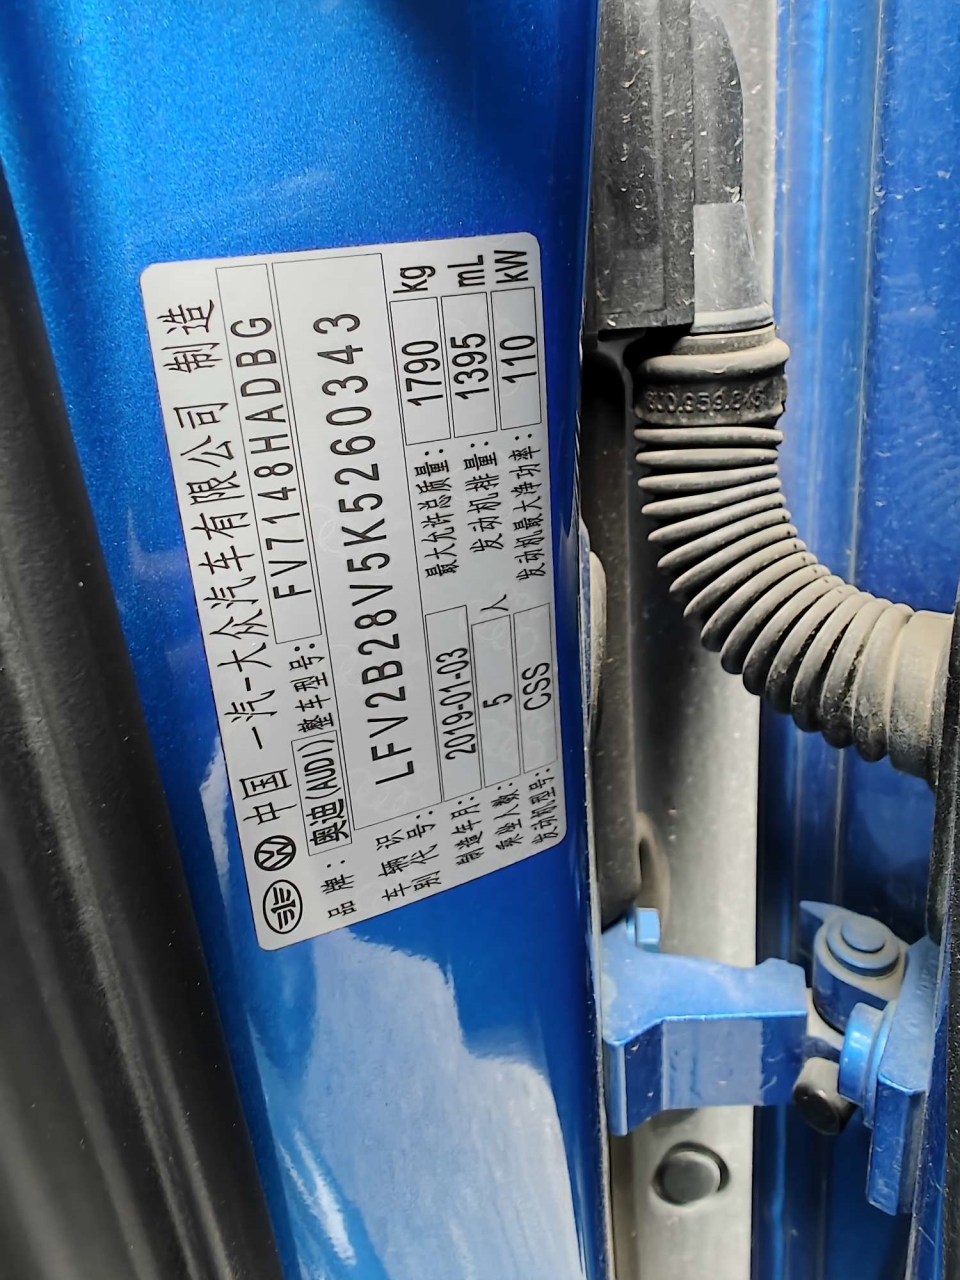 中国 一汽-大众汽车有限公司 制造
品牌: 奥迪(AUDI) 整车型号: FV7148HADBG
车辆识别代号: LFV2B28V5K5260343
制造年月: 2019-01-03 最大允许总质量: 1790 kg
乘坐人数: 5 人 发动机排量: 1395 mL
发动机型号: CSS 发动机最大净功率: 110 kW